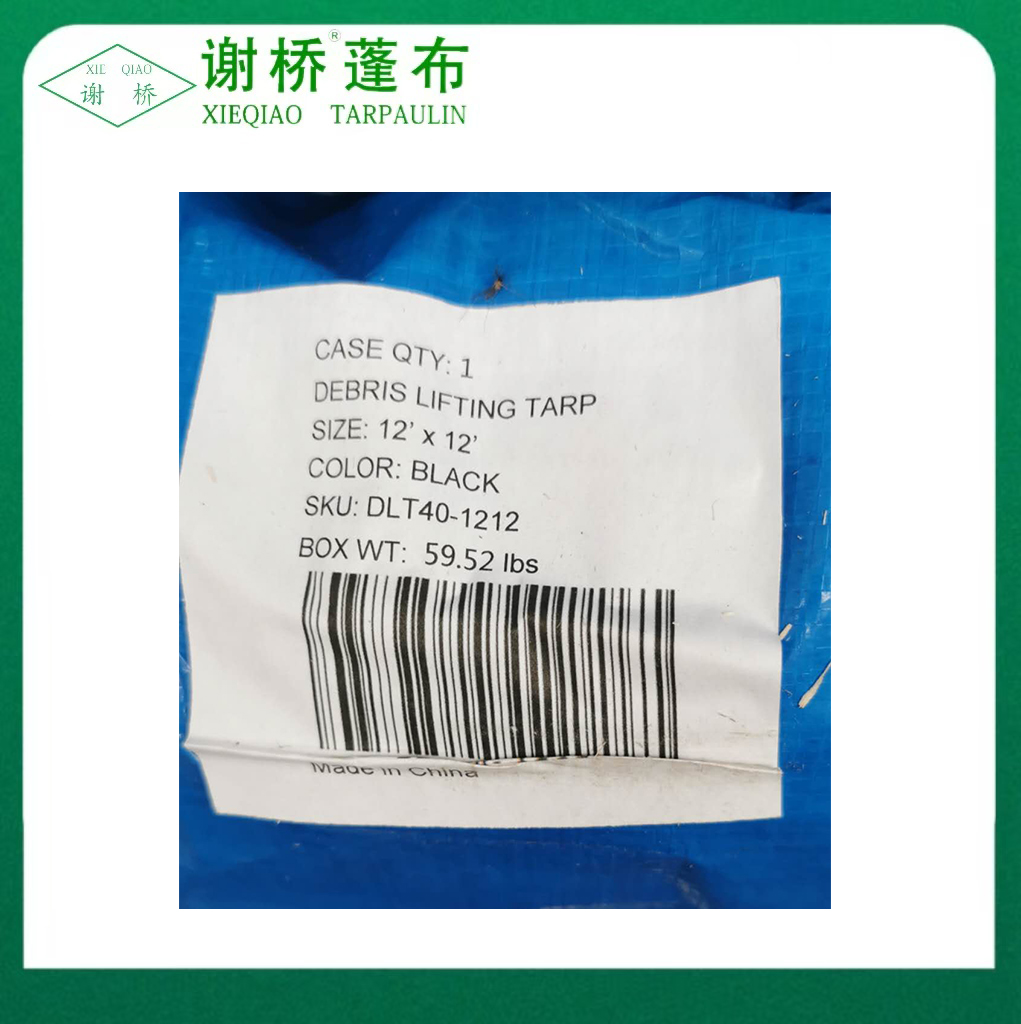 XIE QIAO
谢 桥
谢桥蓬布®
XIEQIAO TARPAULIN
CASE QTY: 1
DEBRIS LIFTING TARP
SIZE: 12' x 12'
COLOR: BLACK
SKU: DLT40-1212
BOX WT: 59.52 lbs
Made in China